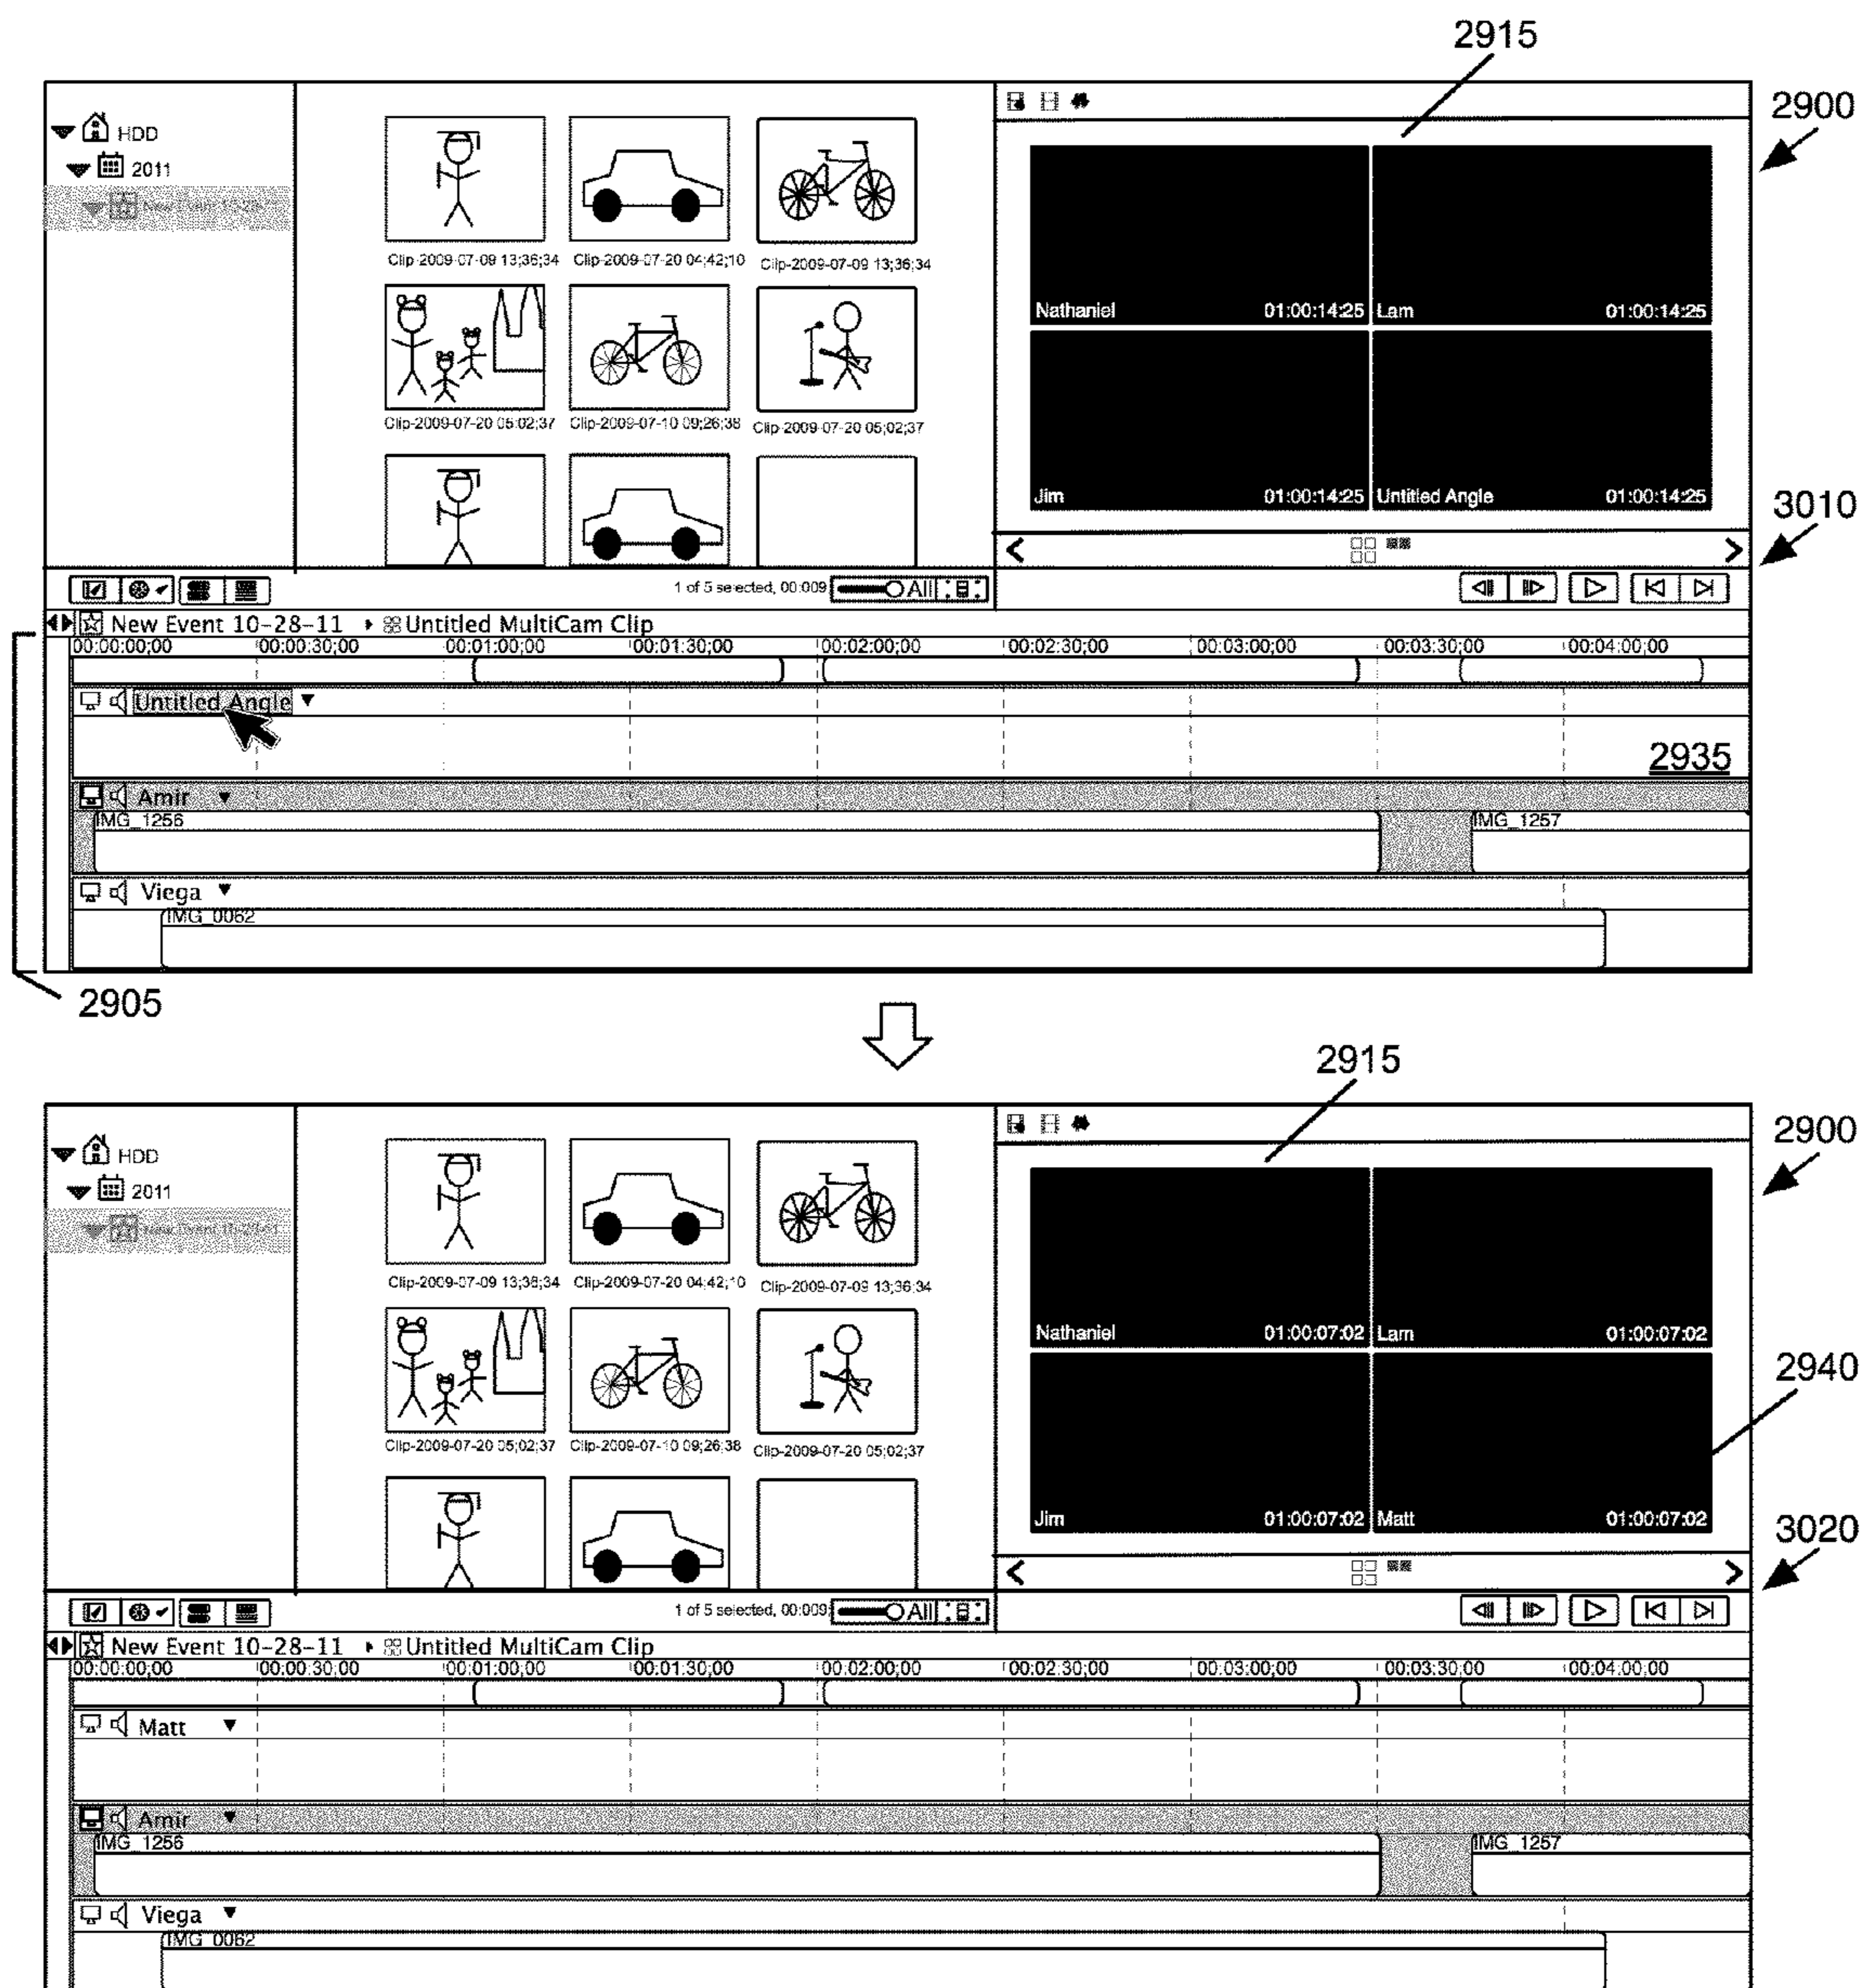 2915
2900
HDD
2011
Clip-2009-07-09 13;36;34 Clip-2009-07-20 04;42;10 Clip-2009-07-09 13;36;34
Nathaniel 01:00:14:25 Lam 01:00:14:25
Clip-2009-07-20 05;02;37 Clip-2009-07-10 09;26;38 Clip-2009-07-20 05;02;37
Jim 01:00:14:25 Untitled Angle 01:00:14:25
3010
1 of 5 selected, 00:009 All
New Event 10-28-11 Untitled MultiCam Clip
00:00:00;00 00:00:30;00 00:01:00;00 00:01:30;00 00:02:00;00 00:02:30;00 00:03:00;00 00:03:30;00 00:04:00;00
Untitled Angle
2935
Amir
IMG_1256 IMG_1257
Viega
IMG_0062
2905
2915
2900
HDD
2011
New Event
Clip-2009-07-09 13;36;34 Clip-2009-07-20 04;42;10 Clip-2009-07-09 13;36;34
Nathaniel 01:00:07:02 Lam 01:00:07:02
2940
Clip-2009-07-20 05;02;37 Clip-2009-07-10 09;26;38 Clip-2009-07-20 05;02;37
Jim 01:00:07:02 Matt 01:00:07:02
3020
1 of 5 selected, 00:009 All
New Event 10-28-11 Untitled MultiCam Clip
00:00:00;00 00:00:30;00 00:01:00;00 00:01:30;00 00:02:00;00 00:02:30;00 00:03:00;00 00:03:30;00 00:04:00;00
Matt
Amir
IMG_1256 IMG_1257
Viega
IMG_0062